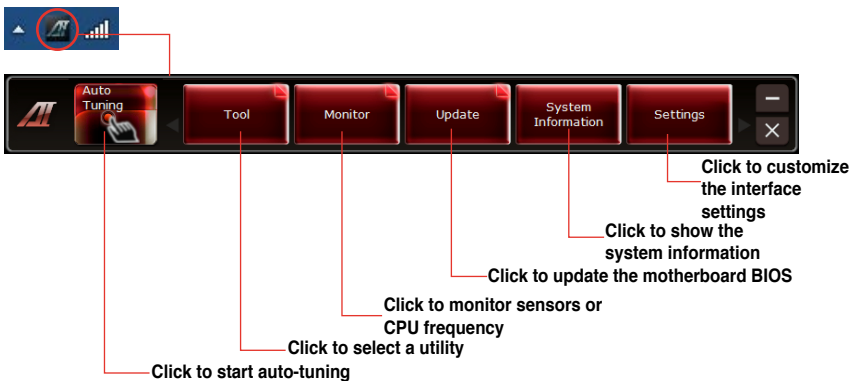 Auto
Tuning
Tool
Monitor
Update
System
Information
Settings
Click to customize
the interface
settings
Click to show the
system information
Click to update the motherboard BIOS
Click to monitor sensors or
CPU frequency
Click to select a utility
Click to start auto-tuning